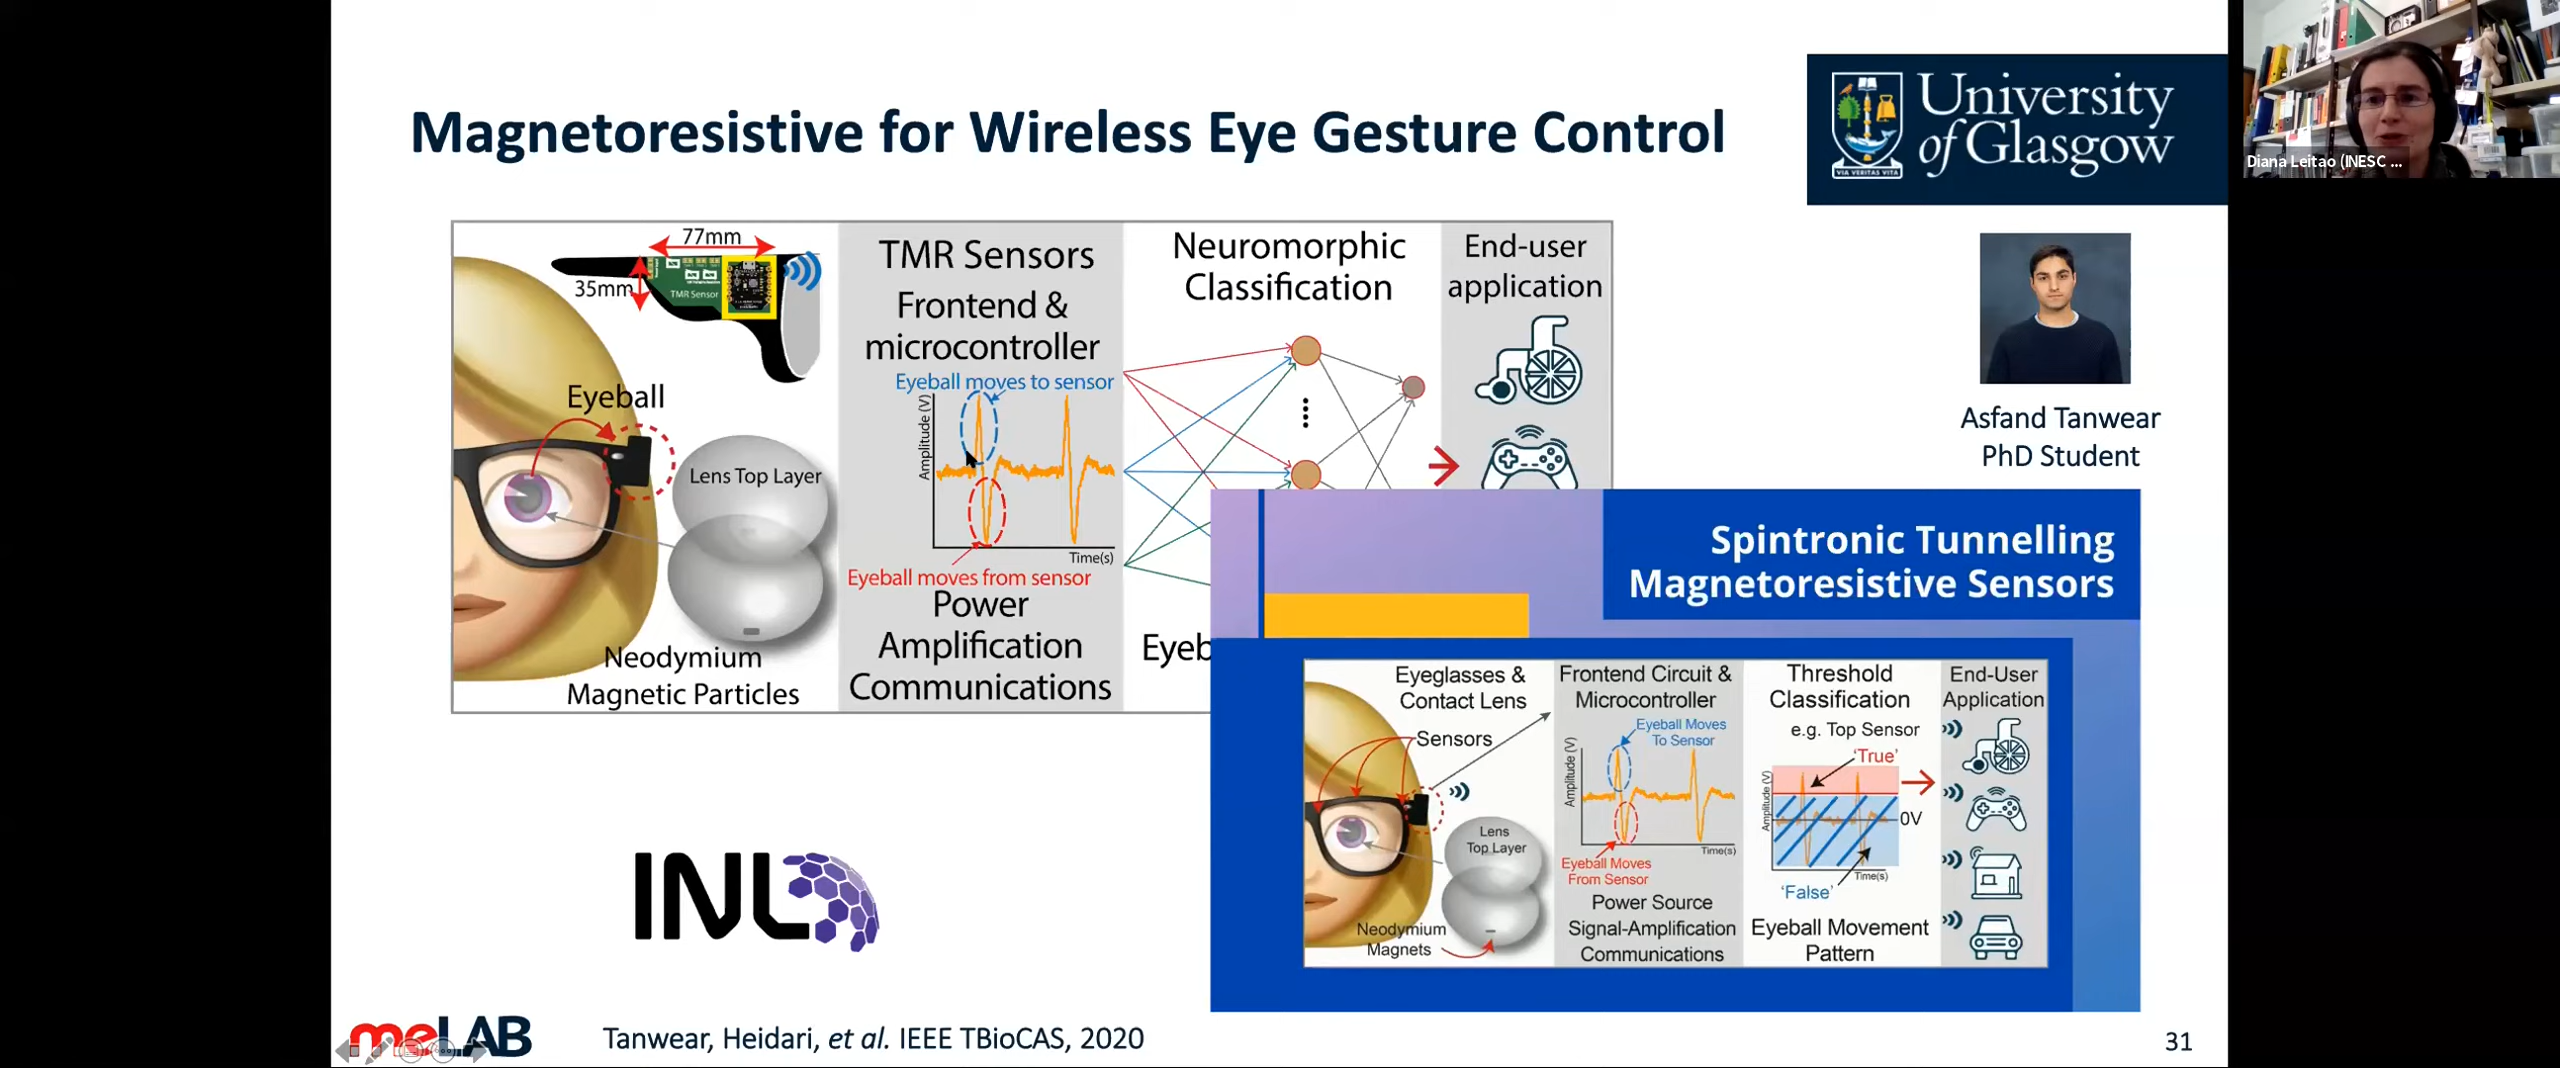 Magnetoresistive for Wireless Eye Gesture Control
University
of Glasgow
VIA VERITAS VITA
Diana Leitao (INESC ...
77mm
35mm
TMR Sensor
Eyeball
Lens Top Layer
Neodymium
Magnetic Particles
TMR Sensors
Frontend &
microcontroller
Eyeball moves to sensor
Amplitude (V)
Time(s)
Eyeball moves from sensor
Power
Amplification
Communications
Neuromorphic
Classification
Eyeb
End-user
application
Asfand Tanwear
PhD Student
Spintronic Tunnelling
Magnetoresistive Sensors
Eyeglasses &
Contact Lens
Sensors
Lens
Top Layer
Neodymium
Magnets
Frontend Circuit &
Microcontroller
Eyeball Moves
To Sensor
Amplitude (V)
Time(s)
Eyeball Moves
From Sensor
Power Source
Signal-Amplification
Communications
Threshold
Classification
e.g. Top Sensor
'True'
Amplitude (V)
0V
Time(s)
'False'
Eyeball Movement
Pattern
End-User
Application
INL
meLAB
Tanwear, Heidari, et al. IEEE TBioCAS, 2020
31